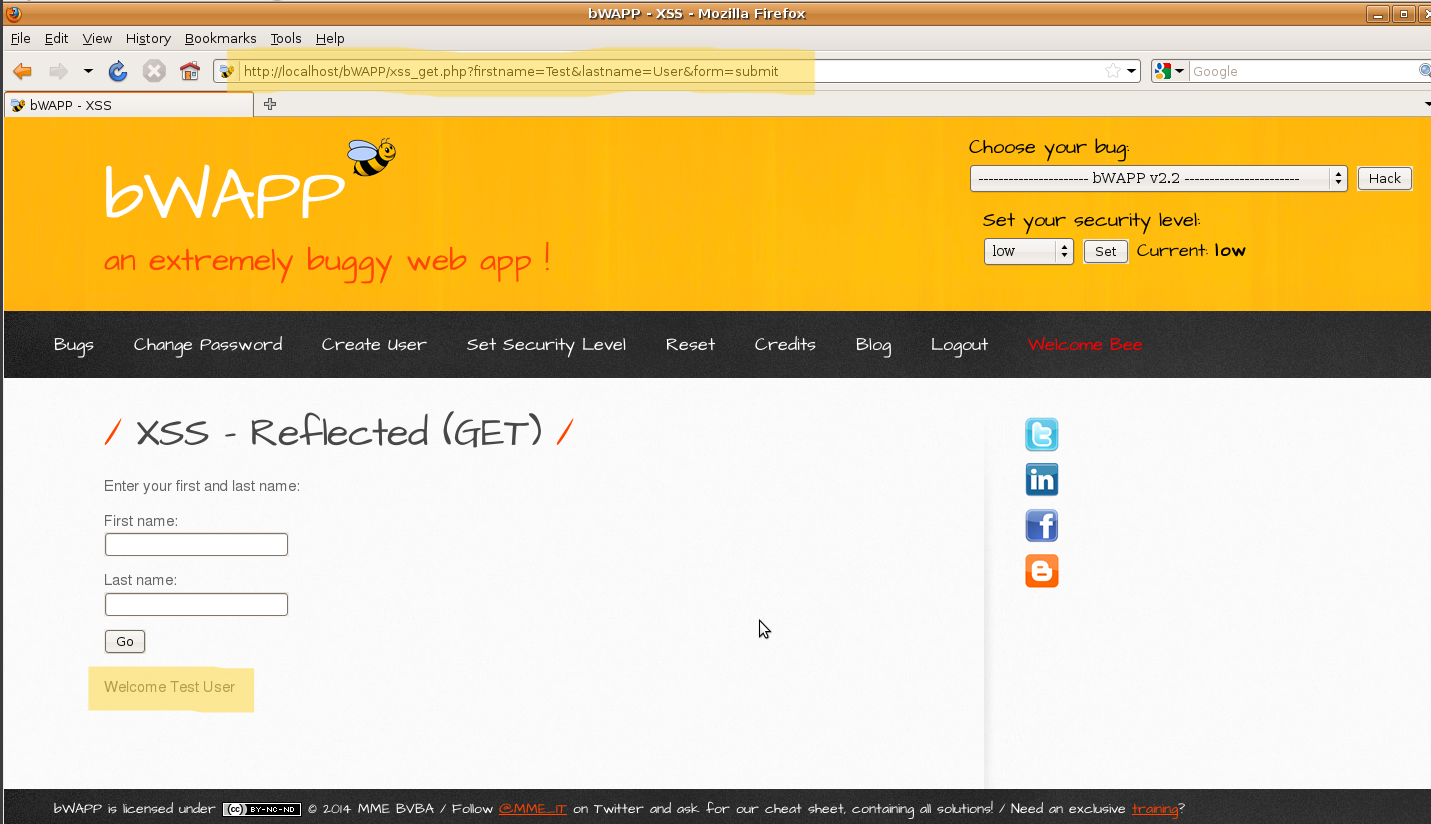 bWAPP - XSS - Mozilla Firefox
File Edit View History Bookmarks Tools Help
http://localhost/bWAPP/xss_get.php?firstname=Test&lastname=User&form=submit
Google
bWAPP - XSS
bWAPP
an extremely buggy web app !
Choose your bug:
---------------------- bWAPP v2.2 ----------------------- Hack
Set your security level:
low Set Current: low
Bugs Change Password Create User Set Security Level Reset Credits Blog Logout Welcome Bee
/ XSS - Reflected (GET) /
Enter your first and last name:
First name:
Last name:
Go
Welcome Test User
t
in
f
B
bWAPP is licensed under cc BY-NC-ND © 2014 MME BVBA / Follow @MME_IT on Twitter and ask for our cheat sheet, containing all solutions! / Need an exclusive training?